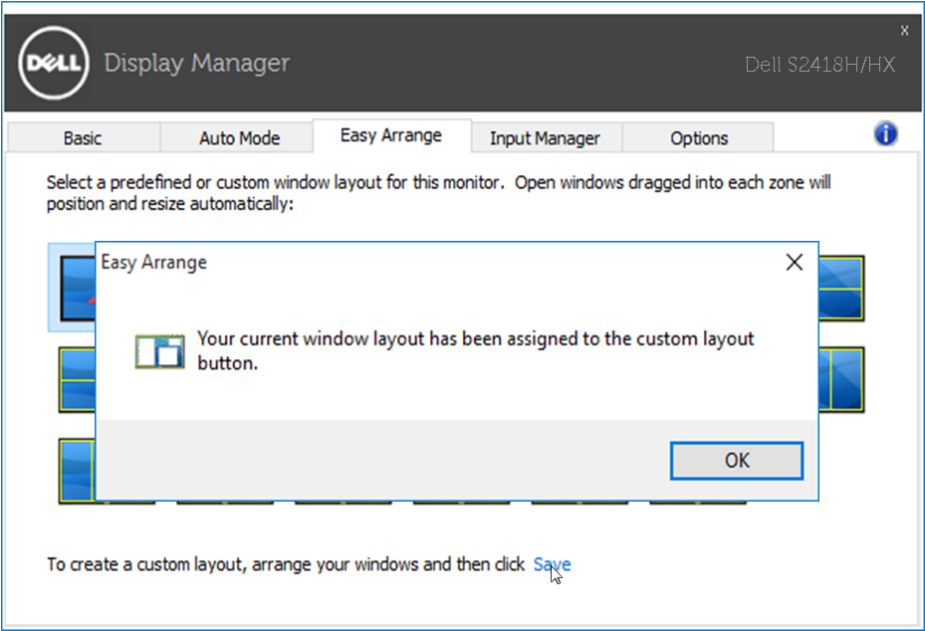 x
DELL
Display Manager
Dell S2418H/HX
Basic
Auto Mode
Easy Arrange
Input Manager
Options
i
Select a predefined or custom window layout for this monitor. Open windows dragged into each zone will
position and resize automatically:
Easy Arrange
Your current window layout has been assigned to the custom layout
button.
OK
To create a custom layout, arrange your windows and then click Save